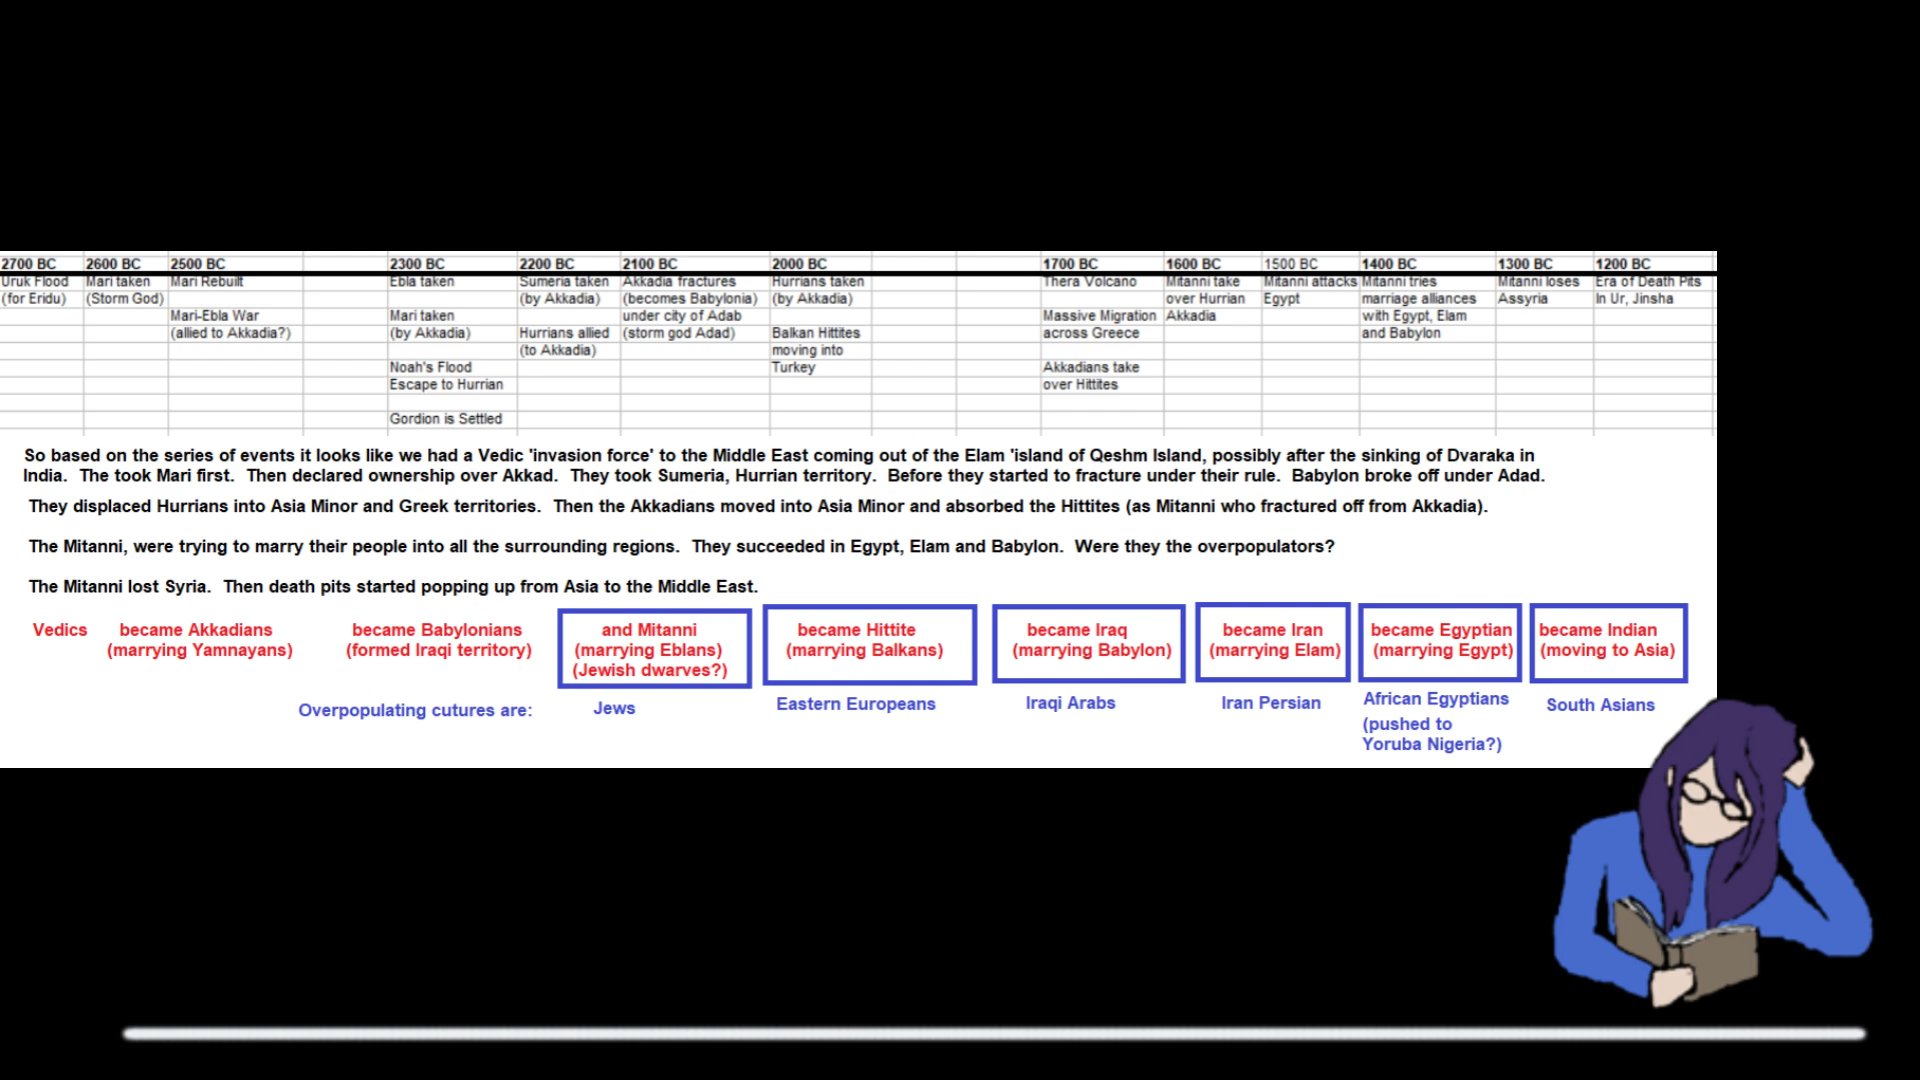 2700 BC 2600 BC 2500 BC 2300 BC 2200 BC 2100 BC 2000 BC 1700 BC 1600 BC 1500 BC 1400 BC 1300 BC 1200 BC
Uruk Flood Mari taken Mari Rebuilt Ebla taken Sumeria taken Akkadia fractures Hurrians taken Thera Volcano Mitanni take Mitanni attacks Mitanni tries Mitanni loses Era of Death Pits
(for Eridu) (Storm God) (by Akkadia) (becomes Babylonia) (by Akkadia) over Hurrian Egypt marriage alliances Assyria In Ur, Jinsha
Mari-Ebla War Mari taken under city of Adab Massive Migration Akkadia with Egypt, Elam
(allied to Akkadia?) (by Akkadia) Hurrians allied (storm god Adad) Balkan Hittites across Greece and Babylon
(to Akkadia) moving into
Noah's Flood Turkey Akkadians take
Escape to Hurrian over Hittites
Gordion is Settled
So based on the series of events it looks like we had a Vedic 'invasion force' to the Middle East coming out of the Elam 'island of Qeshm Island, possibly after the sinking of Dvaraka in
India. The took Mari first. Then declared ownership over Akkad. They took Sumeria, Hurrian territory. Before they started to fracture under their rule. Babylon broke off under Adad.
They displaced Hurrians into Asia Minor and Greek territories. Then the Akkadians moved into Asia Minor and absorbed the Hittites (as Mitanni who fractured off from Akkadia).
The Mitanni, were trying to marry their people into all the surrounding regions. They succeeded in Egypt, Elam and Babylon. Were they the overpopulators?
The Mitanni lost Syria. Then death pits started popping up from Asia to the Middle East.
Vedics became Akkadians became Babylonians and Mitanni became Hittite became Iraq became Iran became Egyptian became Indian
(marrying Yamnayans) (formed Iraqi territory) (marrying Eblans) (marrying Balkans) (marrying Babylon) (marrying Elam) (marrying Egypt) (moving to Asia)
(Jewish dwarves?)
Overpopulating cutures are: Jews Eastern Europeans Iraqi Arabs Iran Persian African Egyptians South Asians
(pushed to
Yoruba Nigeria?)